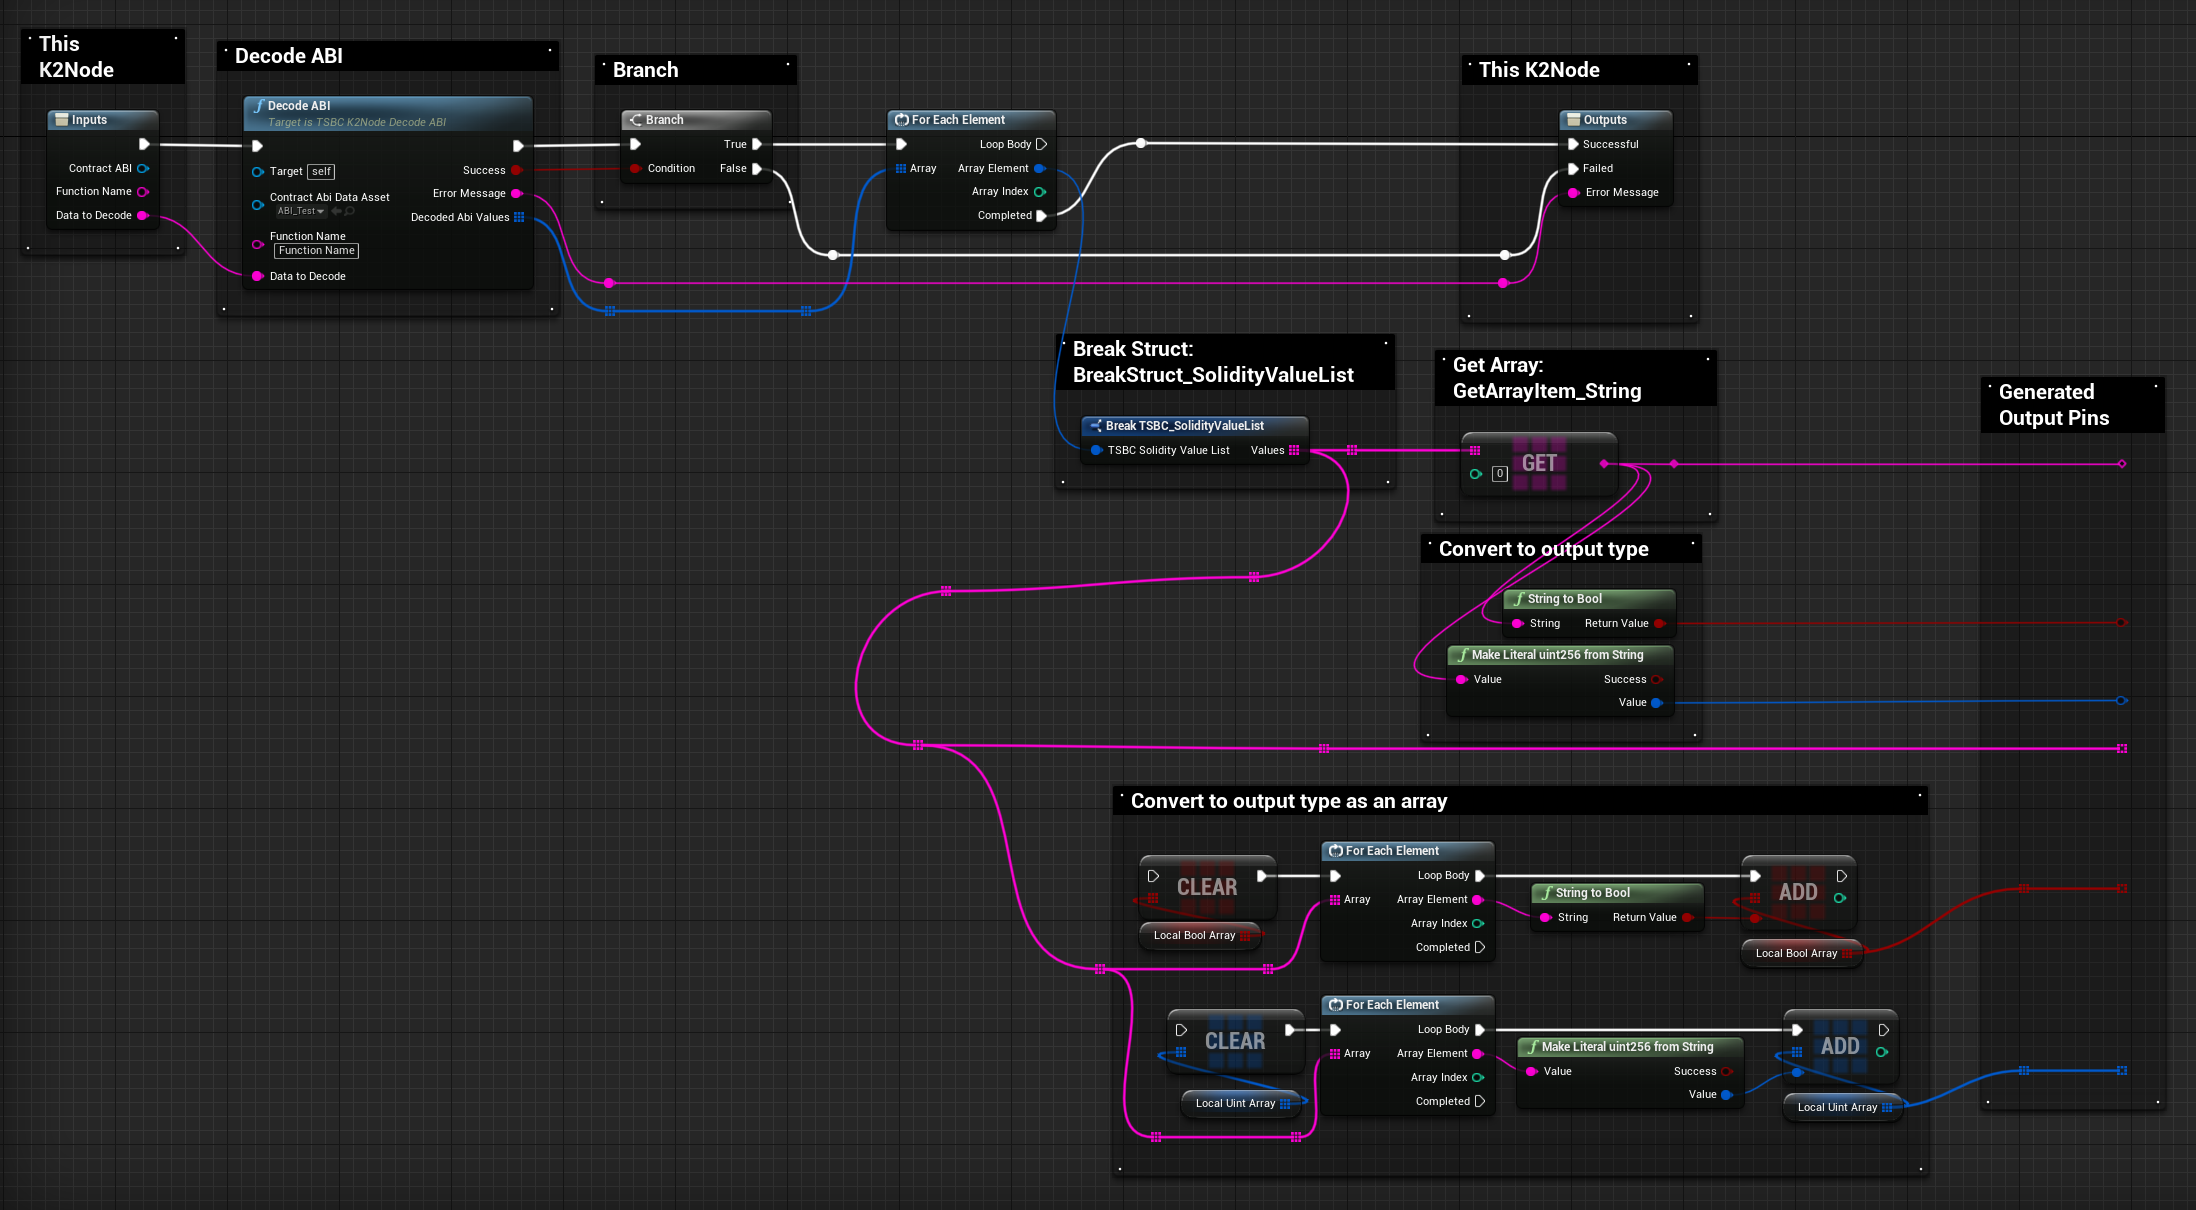 This
K2Node
Inputs
Contract ABI
Function Name
Data to Decode
Decode ABI
Decode ABI
Target is TSBC K2Node Decode ABI
Target self
Success
Contract Abi Data Asset
ABI_Test
Error Message
Decoded Abi Values
Function Name
Function Name
Data to Decode
Branch
Branch
True
Condition
False
For Each Element
Loop Body
Array
Array Element
Array Index
Completed
This K2Node
Outputs
Successful
Failed
Error Message
Break Struct:
BreakStruct_SolidityValueList
Break TSBC_SolidityValueList
TSBC Solidity Value List
Values
Get Array:
GetArrayItem_String
GET
0
Generated
Output Pins
Convert to output type
String to Bool
String
Return Value
Make Literal uint256 from String
Value
Success
Value
Convert to output type as an array
CLEAR
Local Bool Array
For Each Element
Loop Body
Array
Array Element
Array Index
Completed
String to Bool
String
Return Value
ADD
Local Bool Array
CLEAR
Local Uint Array
For Each Element
Loop Body
Array
Array Element
Array Index
Completed
Make Literal uint256 from String
Value
Success
Value
ADD
Local Uint Array